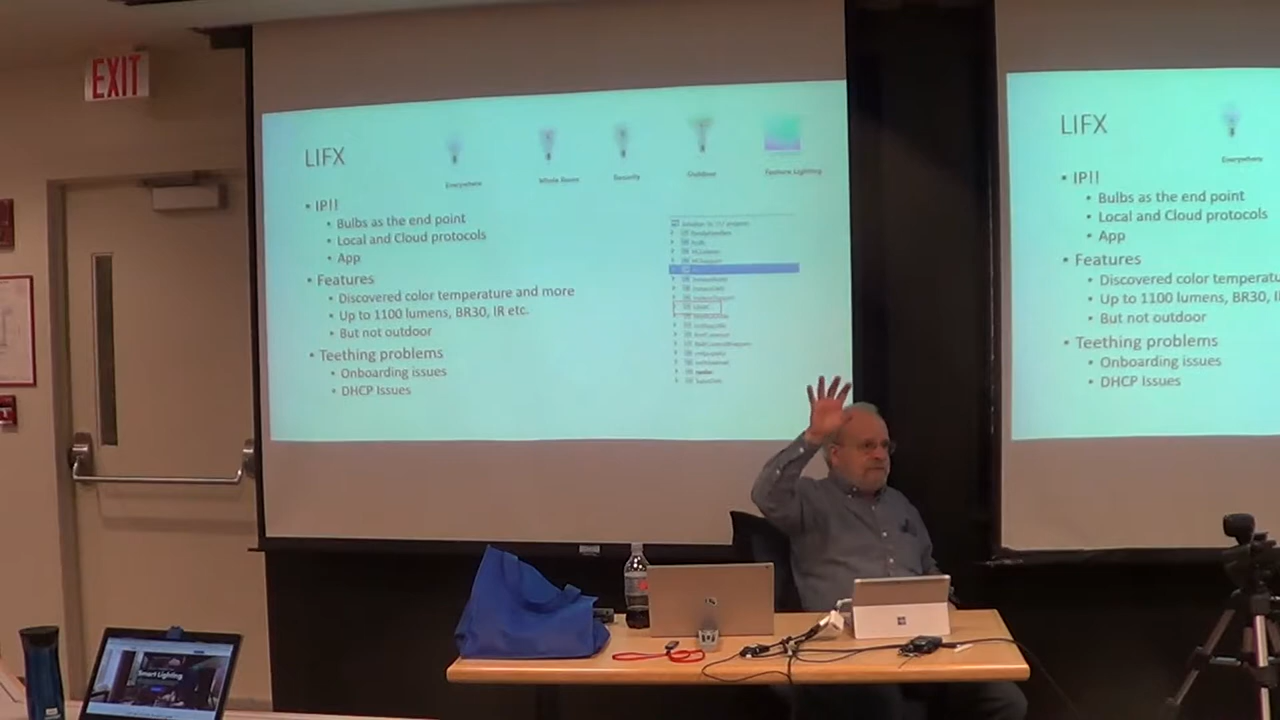 EXIT
LIFX
Everywhere
Whole Room
Security
Outdoor
Feature Lighting
• IP!!
• Bulbs as the end point
• Local and Cloud protocols
• App
• Features
• Discovered color temperature and more
• Up to 1100 lumens, BR30, IR etc.
• But not outdoor
• Teething problems
• Onboarding issues
• DHCP Issues
LIFX
Everywhere
• IP!!
• Bulbs as the end point
• Local and Cloud protocols
• App
• Features
• Discovered color
• Up to 1100 lumens, BR30,
• But not outdoor
• Teething problems
• Onboarding issues
• DHCP Issues
Smart Lighting